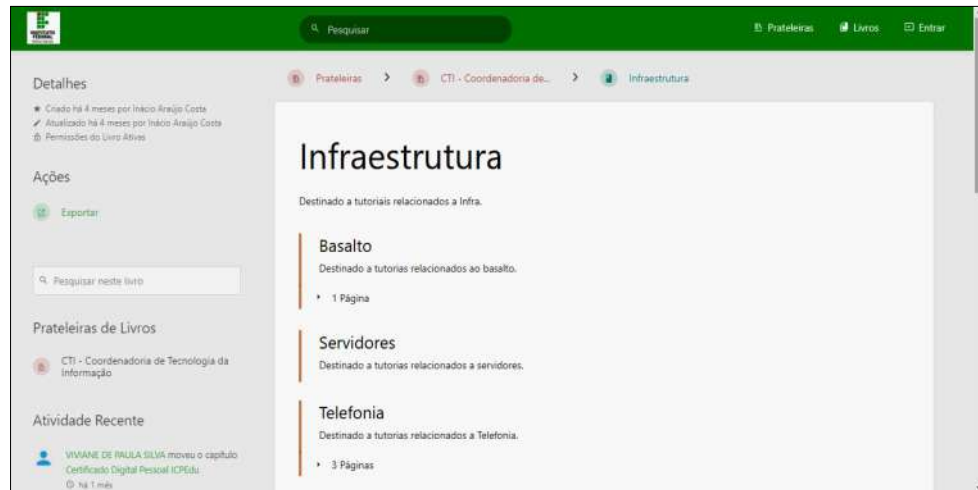 INSTITUTO
FEDERAL
Pesquisar
Prateleiras
Livros
Entrar
Detalhes
Criado há 4 meses por Inácio Araújo Costa
Atualizado há 4 meses por Inácio Araújo Costa
Permissões do Livro Ativas
Ações
Exportar
Pesquisar neste livro
Prateleiras de Livros
CTI - Coordenadoria de Tecnologia da
Informação
Atividade Recente
VIVIANE DE PAULA SILVA moveu o capítulo
Certificado Digital Pessoal ICPEdu
há 1 mês
Prateleiras > CTI - Coordenadoria de... > Infraestrutura
Infraestrutura
Destinado a tutoriais relacionados a Infra.
Basalto
Destinado a tutorias relacionados ao basalto.
1 Página
Servidores
Destinado a tutorias relacionados a servidores.
Telefonia
Destinado a tutorias relacionados a Telefonia.
3 Páginas